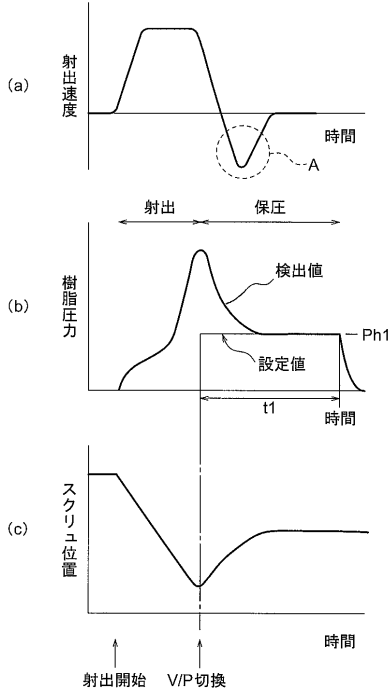 (a)
射出速度
時間
A
射出
保圧
(b)
樹脂圧力
検出値
Ph1
設定値
t1
時間
(c)
スクリュ位置
時間
射出開始
V/P切換